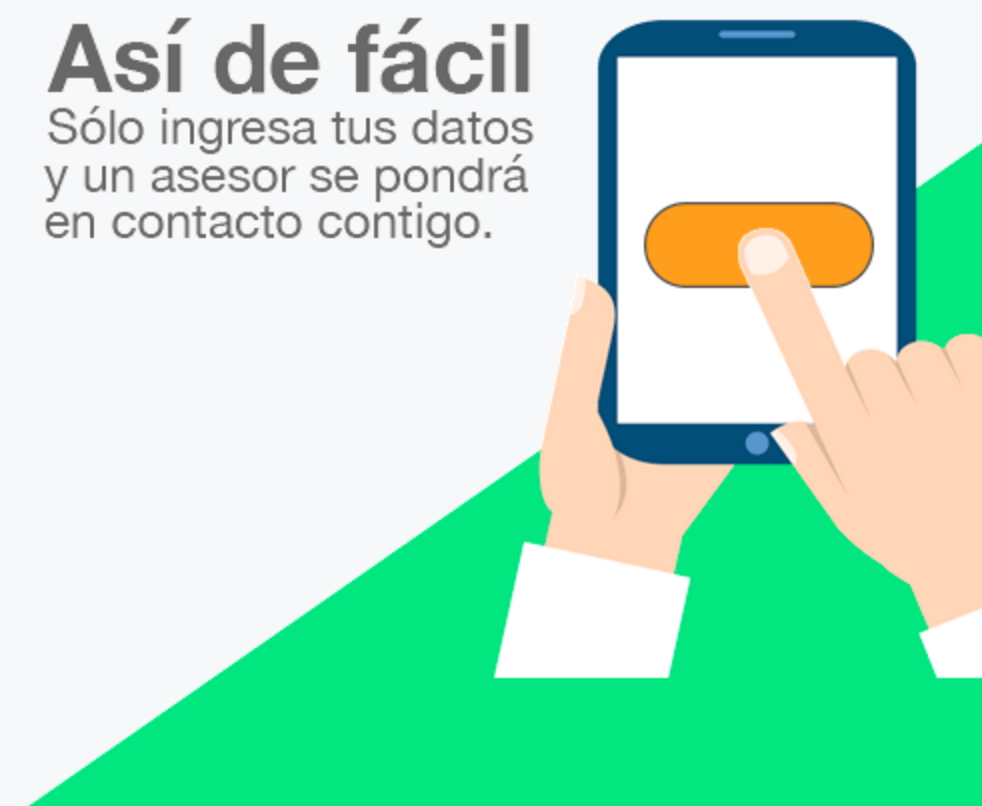 Así de fácil
Sólo ingresa tus datos
y un asesor se pondrá
en contacto contigo.